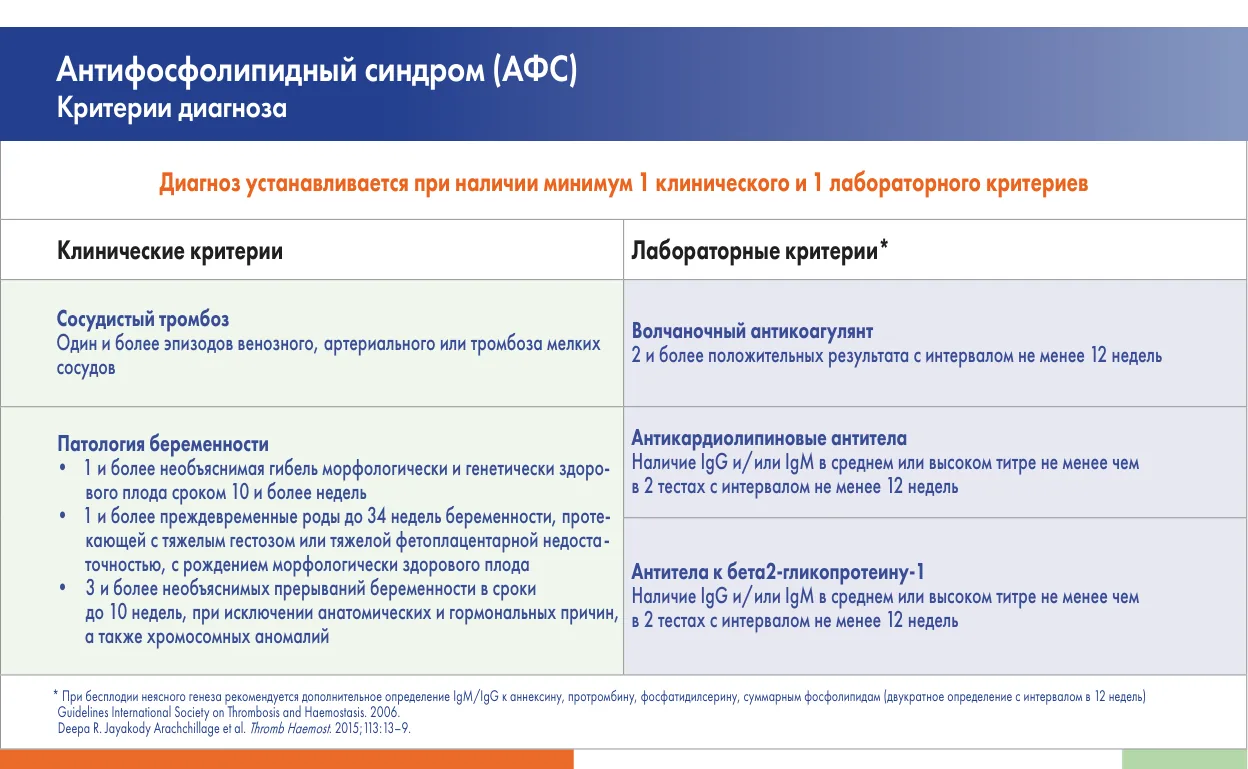 Антифосфолипидный синдром (АФС)
Критерии диагноза
Диагноз устанавливается при наличии минимум 1 клинического и 1 лабораторного критериев
Клинические критерии
Лабораторные критерии*
Сосудистый тромбоз
Один и более эпизодов венозного, артериального или тромбоза мелких
сосудов
Волчаночный антикоагулянт
2 и более положительных результата с интервалом не менее 12 недель
Патология беременности
• 1 и более необъяснимая гибель морфологически и генетически здоро-
вого плода сроком 10 и более недель
• 1 и более преждевременные роды до 34 недель беременности, проте-
кающей с тяжелым гестозом или тяжелой фетоплацентарной недоста-
точностью, с рождением морфологически здорового плода
• 3 и более необъяснимых прерываний беременности в сроки
до 10 недель, при исключении анатомических и гормональных причин,
а также хромосомных аномалий
Антикардиолипиновые антитела
Наличие IgG и/или IgM в среднем или высоком титре не менее чем
в 2 тестах с интервалом не менее 12 недель
Антитела к бета2-гликопротеину-1
Наличие IgG и/или IgM в среднем или высоком титре не менее чем
в 2 тестах с интервалом не менее 12 недель
* При бесплодии неясного генеза рекомендуется дополнительное определение IgM/IgG к аннексину, протромбину, фосфатидилсерину, суммарным фосфолипидам (двукратное определение с интервалом в 12 недель)
Guidelines International Society on Thrombosis and Haemostasis. 2006.
Deepa R. Jayakody Arachchillage et al. Thromb Haemost. 2015;113:13–9.